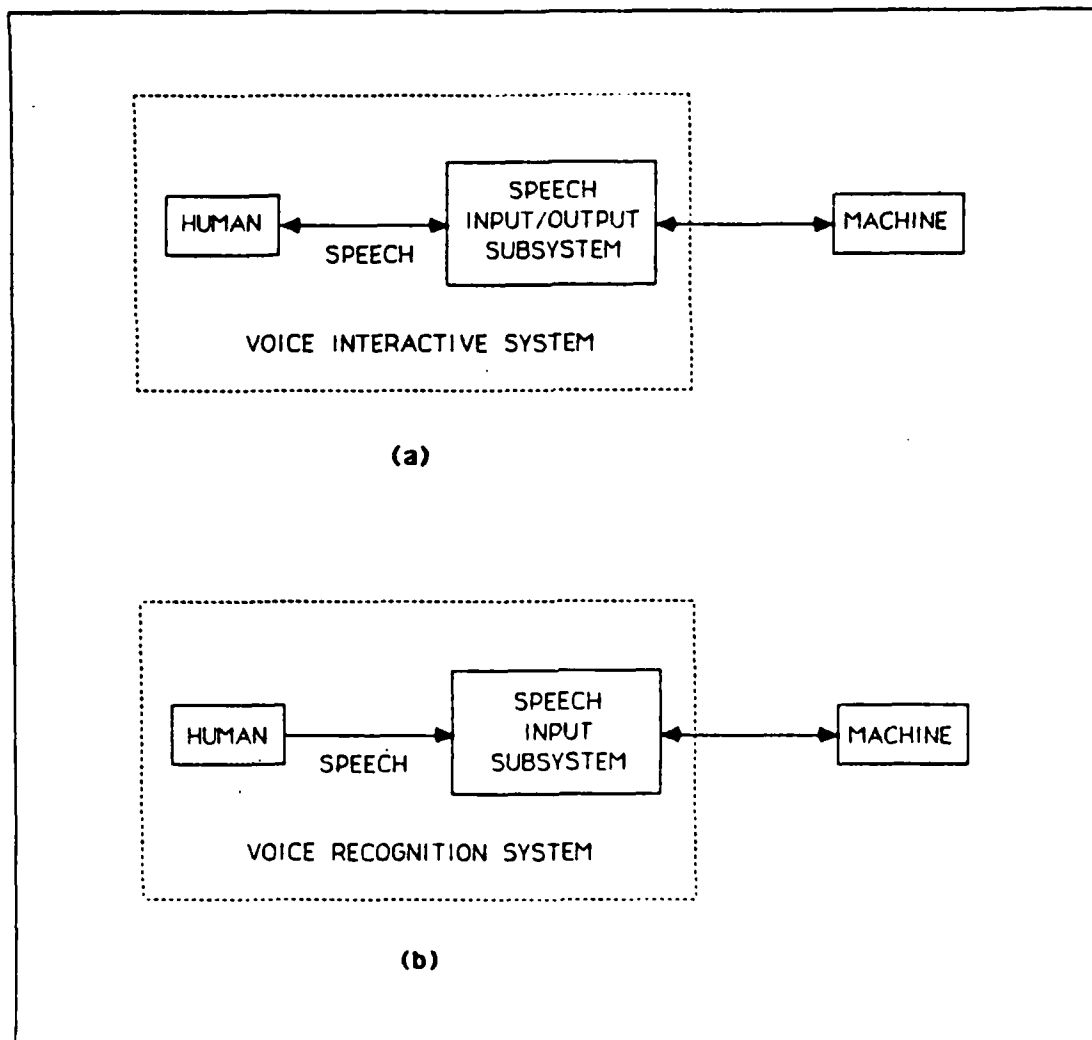 HUMAN
SPEECH
SPEECH
INPUT/OUTPUT
SUBSYSTEM
MACHINE
VOICE INTERACTIVE SYSTEM
(a)
HUMAN
SPEECH
SPEECH
INPUT
SUBSYSTEM
MACHINE
VOICE RECOGNITION SYSTEM
(b)